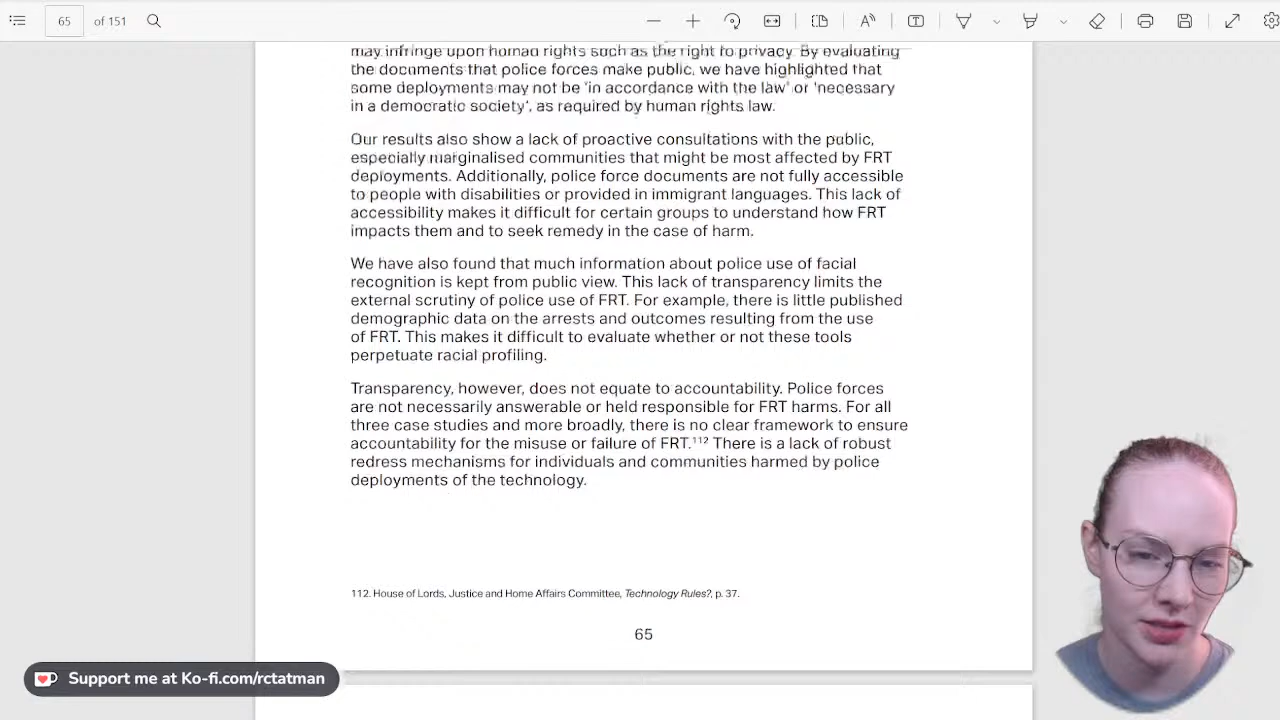 65 of 151
may infringe upon human rights such as the right to privacy. By evaluating
the documents that police forces make public, we have highlighted that
some deployments may not be 'in accordance with the law' or 'necessary
in a democratic society', as required by human rights law.
Our results also show a lack of proactive consultations with the public,
especially marginalised communities that might be most affected by FRT
deployments. Additionally, police force documents are not fully accessible
to people with disabilities or provided in immigrant languages. This lack of
accessibility makes it difficult for certain groups to understand how FRT
impacts them and to seek remedy in the case of harm.
We have also found that much information about police use of facial
recognition is kept from public view. This lack of transparency limits the
external scrutiny of police use of FRT. For example, there is little published
demographic data on the arrests and outcomes resulting from the use
of FRT. This makes it difficult to evaluate whether or not these tools
perpetuate racial profiling.
Transparency, however, does not equate to accountability. Police forces
are not necessarily answerable or held responsible for FRT harms. For all
three case studies and more broadly, there is no clear framework to ensure
accountability for the misuse or failure of FRT.112 There is a lack of robust
redress mechanisms for individuals and communities harmed by police
deployments of the technology.
112. House of Lords, Justice and Home Affairs Committee, Technology Rules?, p. 37.
65
Support me at Ko-fi.com/rctatman